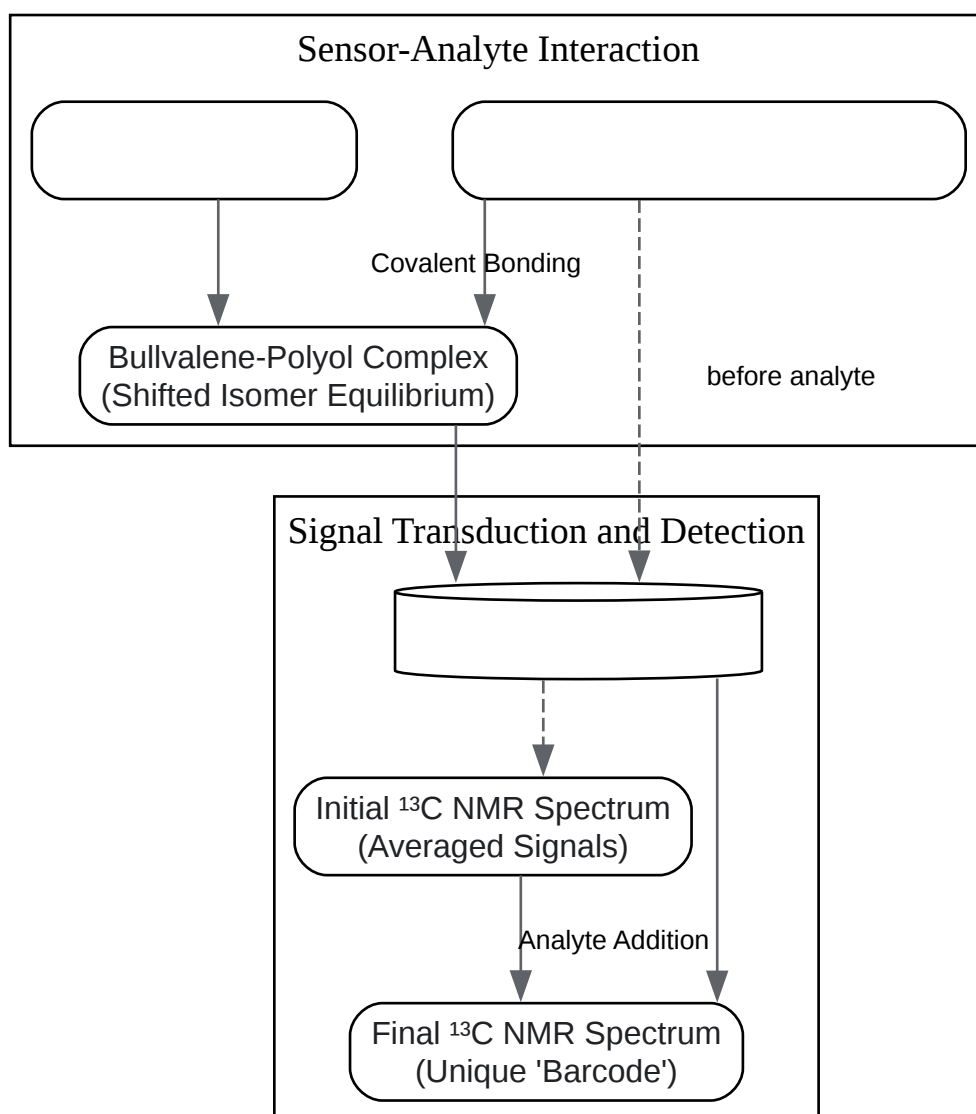 Sensor-Analyte Interaction
Covalent Bonding
Bullvalene-Polyol Complex
(Shifted Isomer Equilibrium)
before analyte
Signal Transduction and Detection
Initial ¹³C NMR Spectrum
(Averaged Signals)
Analyte Addition
Final ¹³C NMR Spectrum
(Unique 'Barcode')